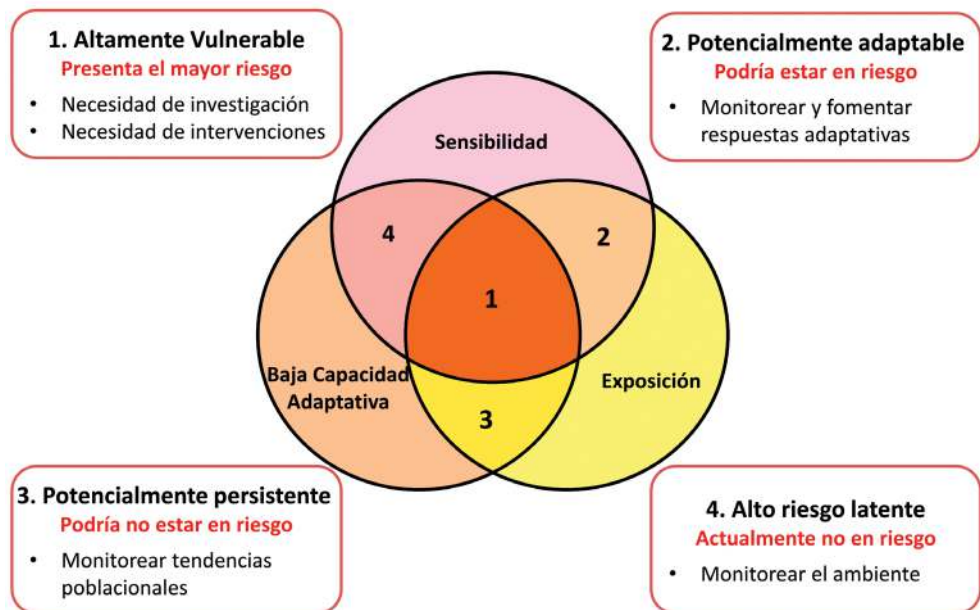 1. Altamente Vulnerable
Presenta el mayor riesgo
• Necesidad de investigación
• Necesidad de intervenciones
2. Potencialmente adaptable
Podría estar en riesgo
• Monitorear y fomentar
respuestas adaptativas
Sensibilidad
4
2
1
Baja Capacidad
Adaptativa
Exposición
3
3. Potencialmente persistente
Podría no estar en riesgo
• Monitorear tendencias
poblacionales
4. Alto riesgo latente
Actualmente no en riesgo
• Monitorear el ambiente